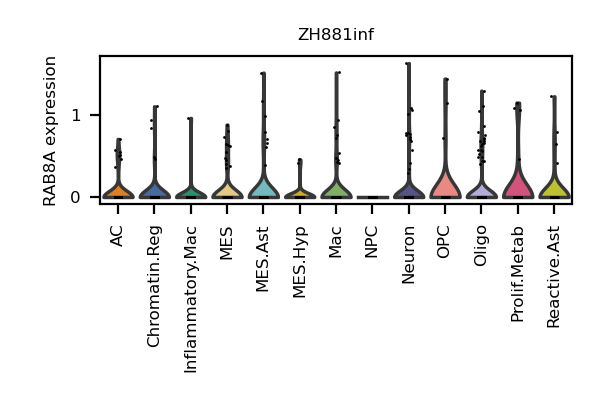 ZH881inf
RAB8A expression
1
0
AC
Chromatin.Reg
Inflammatory.Mac
MES
MES.Ast
MES.Hyp
Mac
NPC
Neuron
OPC
Oligo
Prolif.Metab
Reactive.Ast